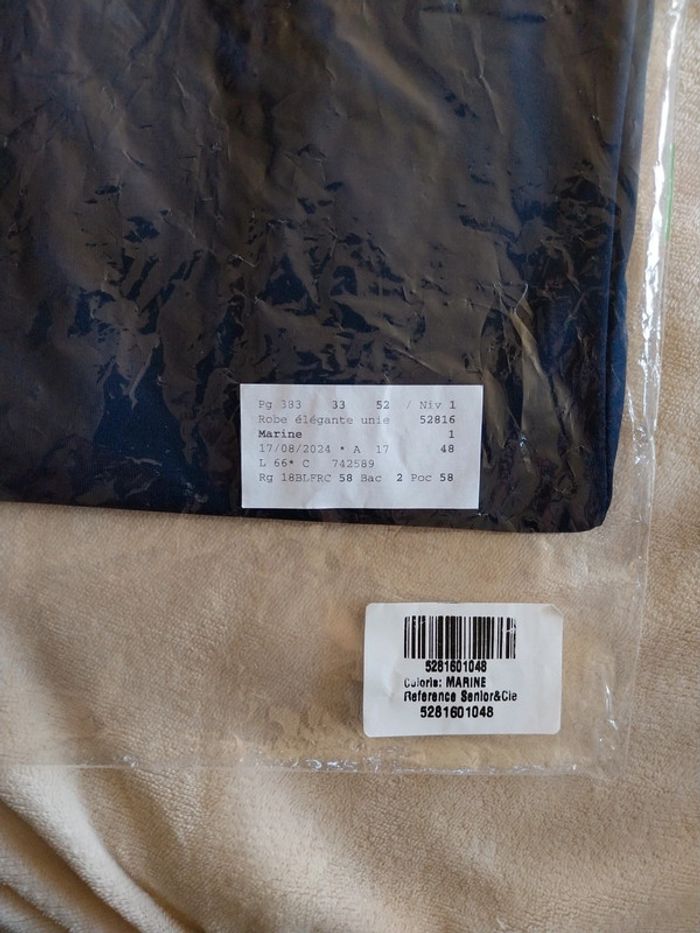 Pg 383 33 52 / Niv 1
Robe élégante unie 52816
Marine 1
17/08/2024 * A 17 48
L 66* C 742589
Rg 18BLFRC 58 Bac 2 Poc 58
5281601048
Coloris: MARINE
Reference Senior&Cie
5281601048